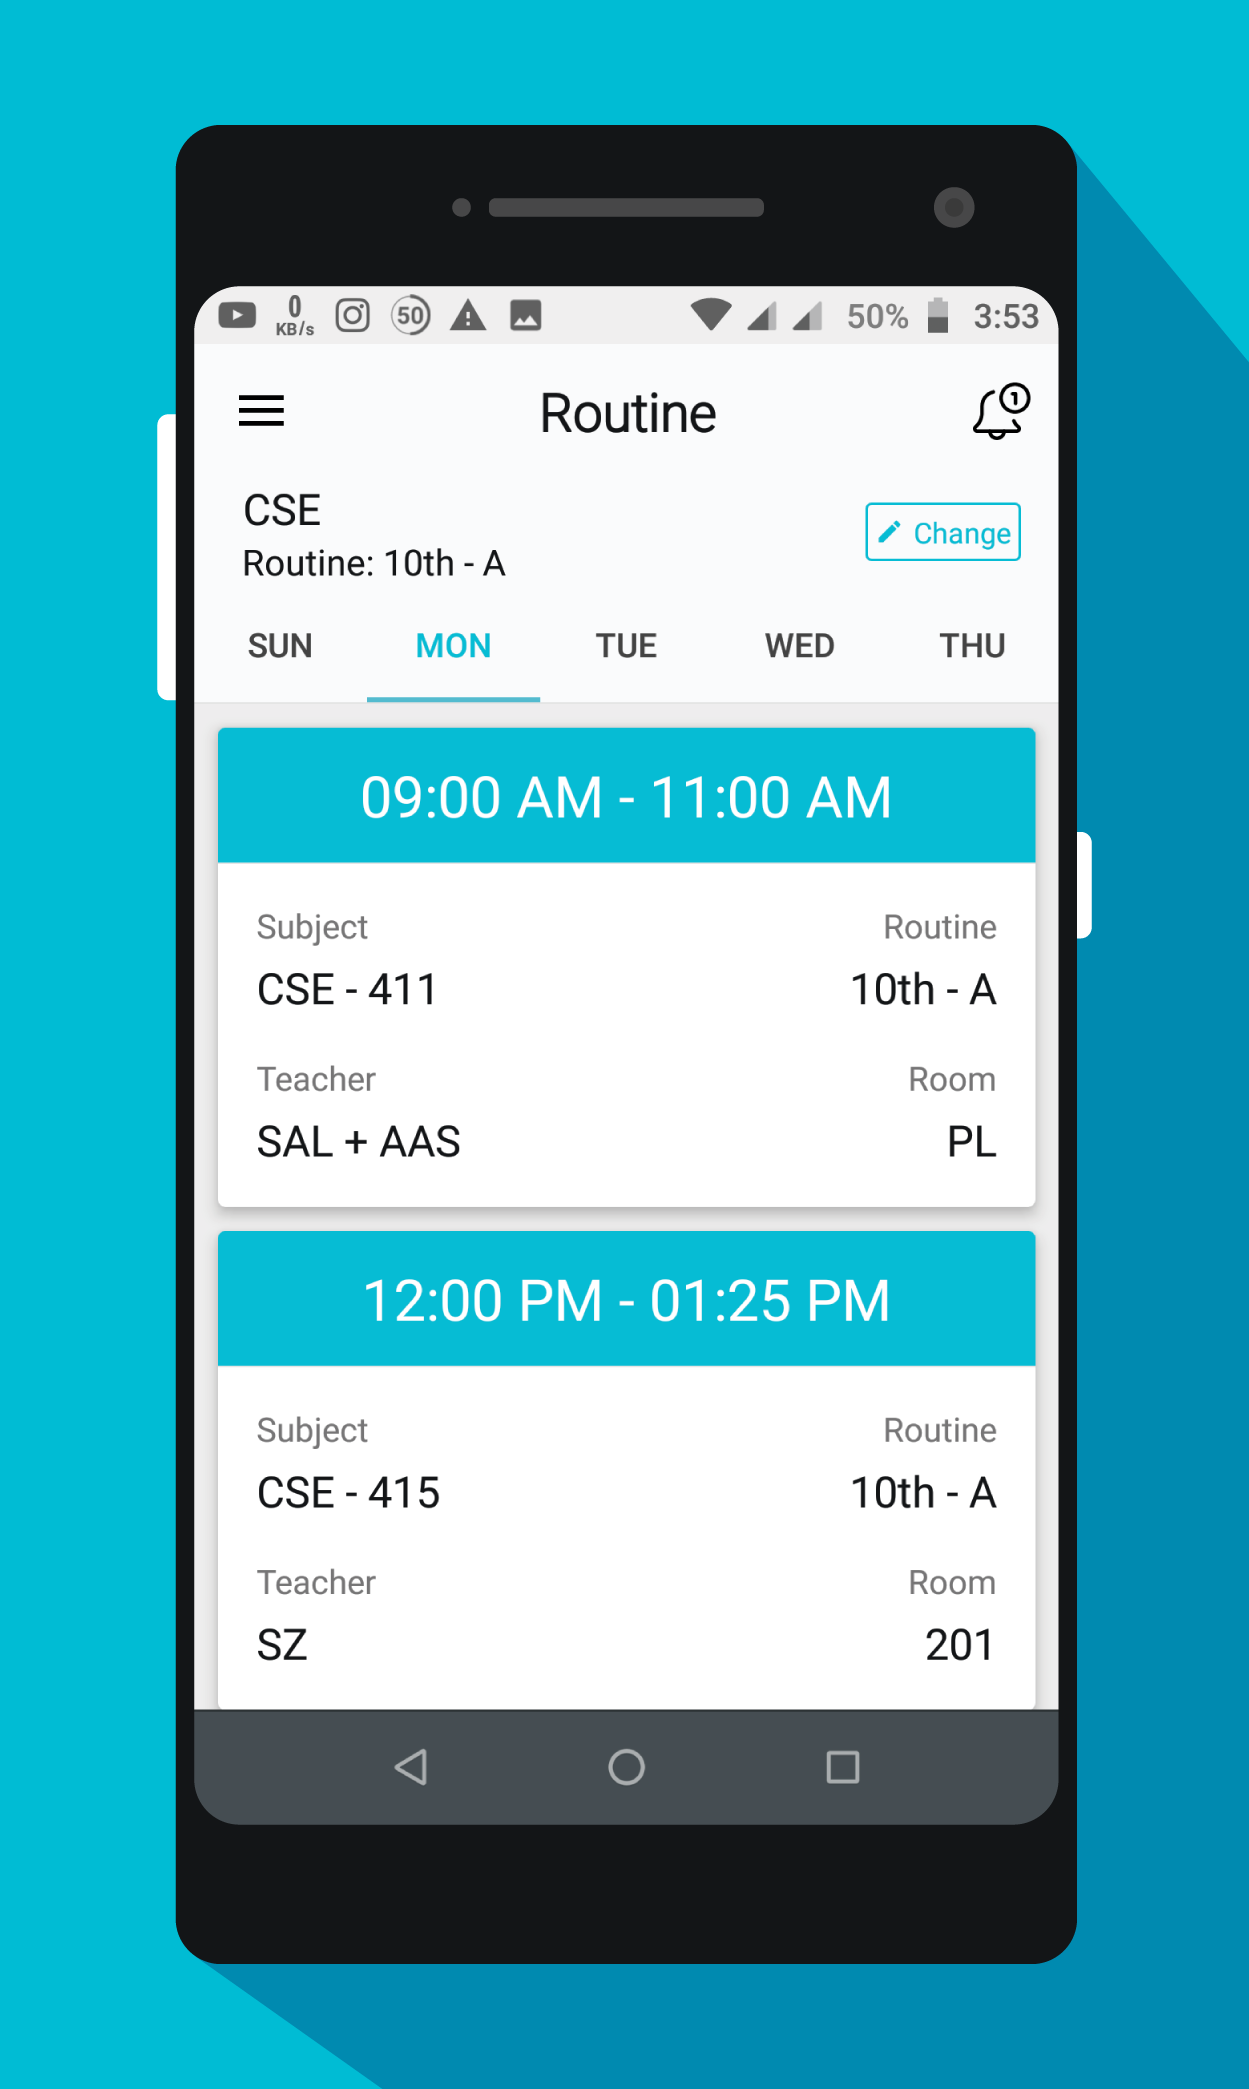 0
KB/s
50
50%
3:53
Routine
1
CSE
Change
Routine: 10th - A
SUN MON TUE WED THU
09:00 AM - 11:00 AM
Subject Routine
CSE - 411 10th - A
Teacher Room
SAL + AAS PL
12:00 PM - 01:25 PM
Subject Routine
CSE - 415 10th - A
Teacher Room
SZ 201